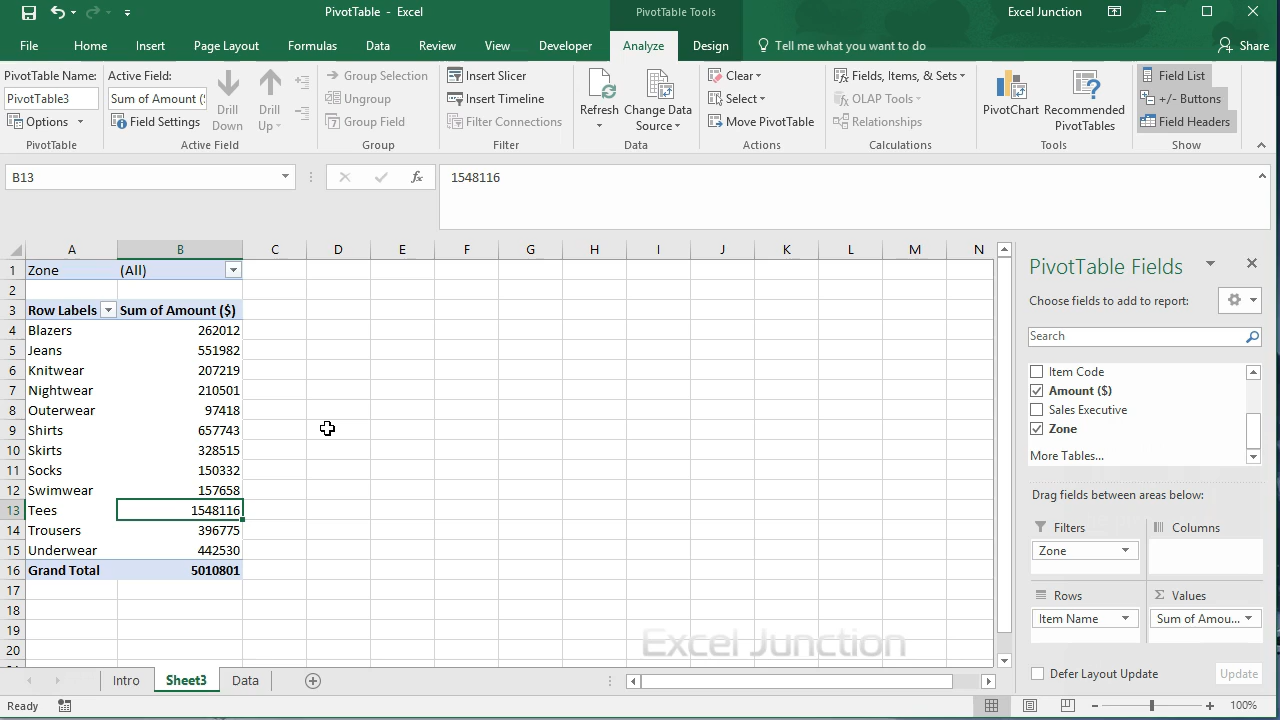 PivotTable - Excel
PivotTable Tools
Excel Junction
File Home Insert Page Layout Formulas Data Review View Developer Analyze Design Tell me what you want to do Share
PivotTable Name:
PivotTable3
Options
PivotTable
Active Field:
Sum of Amount (
Field Settings
Drill Down
Drill Up
Active Field
Group Selection
Ungroup
Group Field
Group
Insert Slicer
Insert Timeline
Filter Connections
Filter
Refresh
Change Data Source
Data
Clear
Select
Move PivotTable
Actions
Fields, Items, & Sets
OLAP Tools
Relationships
Calculations
PivotChart
Recommended PivotTables
Tools
Field List
+/- Buttons
Field Headers
Show
B13 fx 1548116
A B C D E F G H I J K L M N
1 Zone (All)
2
3 Row Labels Sum of Amount ($)
4 Blazers 262012
5 Jeans 551982
6 Knitwear 207219
7 Nightwear 210501
8 Outerwear 97418
9 Shirts 657743
10 Skirts 328515
11 Socks 150332
12 Swimwear 157658
13 Tees 1548116
14 Trousers 396775
15 Underwear 442530
16 Grand Total 5010801
17
18
19
20
Excel Junction
PivotTable Fields
Choose fields to add to report:
Search
Item Code
Amount ($)
Sales Executive
Zone
More Tables...
Drag fields between areas below:
Filters
Zone
Columns
Rows
Item Name
Σ Values
Sum of Amou...
Defer Layout Update Update
Intro Sheet3 Data
Ready 100%